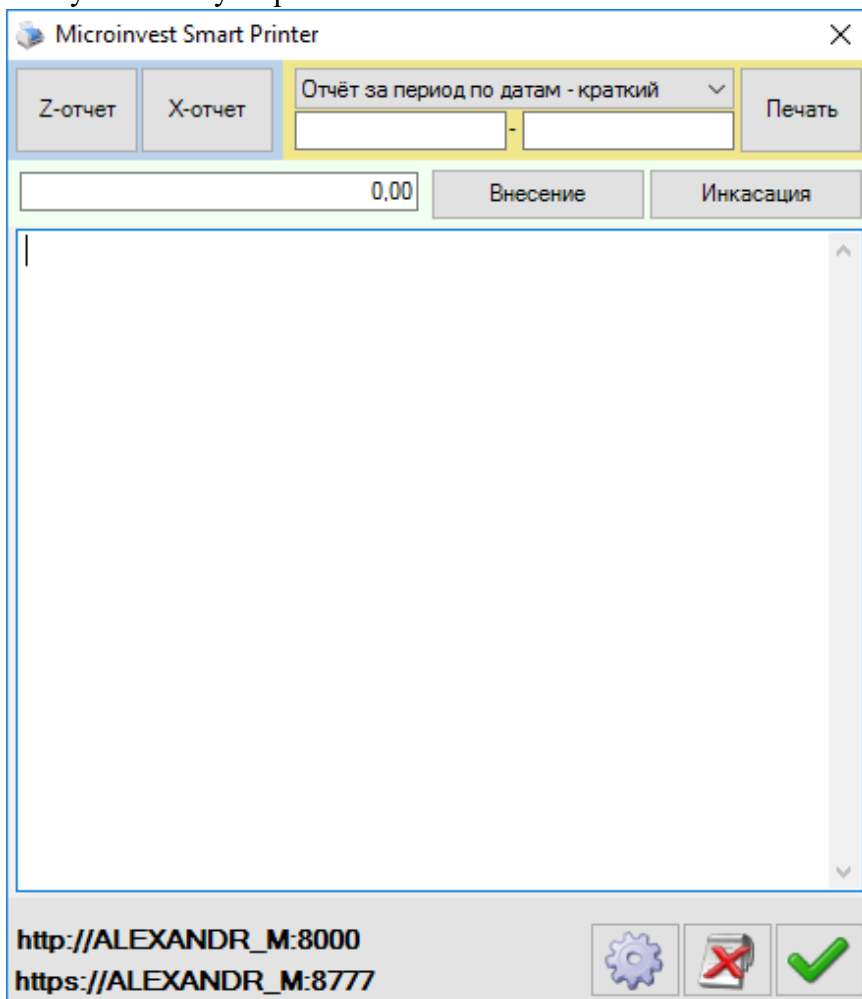 Microinvest Smart Printer
Z-отчет
X-отчет
Отчёт за период по датам - краткий
-
Печать
0,00
Внесение
Инкасация
http://ALEXANDR_M:8000
https://ALEXANDR_M:8777